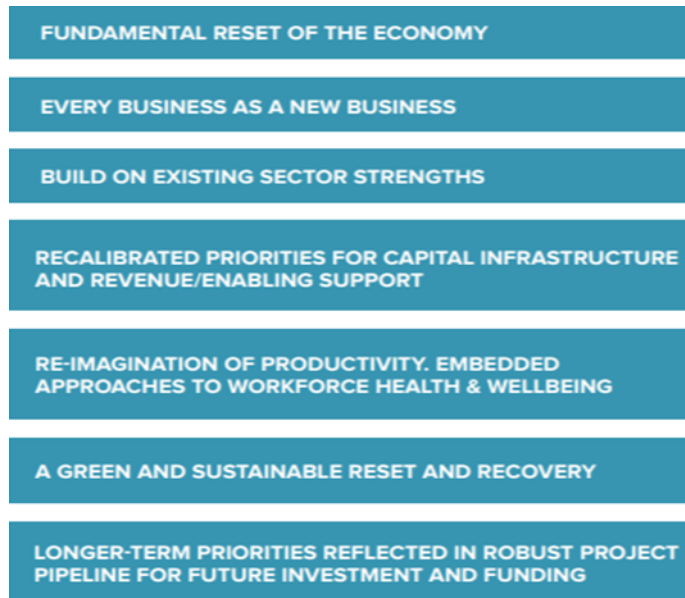 FUNDAMENTAL RESET OF THE ECONOMY
EVERY BUSINESS AS A NEW BUSINESS
BUILD ON EXISTING SECTOR STRENGTHS
RECALIBRATED PRIORITIES FOR CAPITAL INFRASTRUCTURE
AND REVENUE/ENABLING SUPPORT
RE-IMAGINATION OF PRODUCTIVITY. EMBEDDED
APPROACHES TO WORKFORCE HEALTH & WELLBEING
A GREEN AND SUSTAINABLE RESET AND RECOVERY
LONGER-TERM PRIORITIES REFLECTED IN ROBUST PROJECT
PIPELINE FOR FUTURE INVESTMENT AND FUNDING